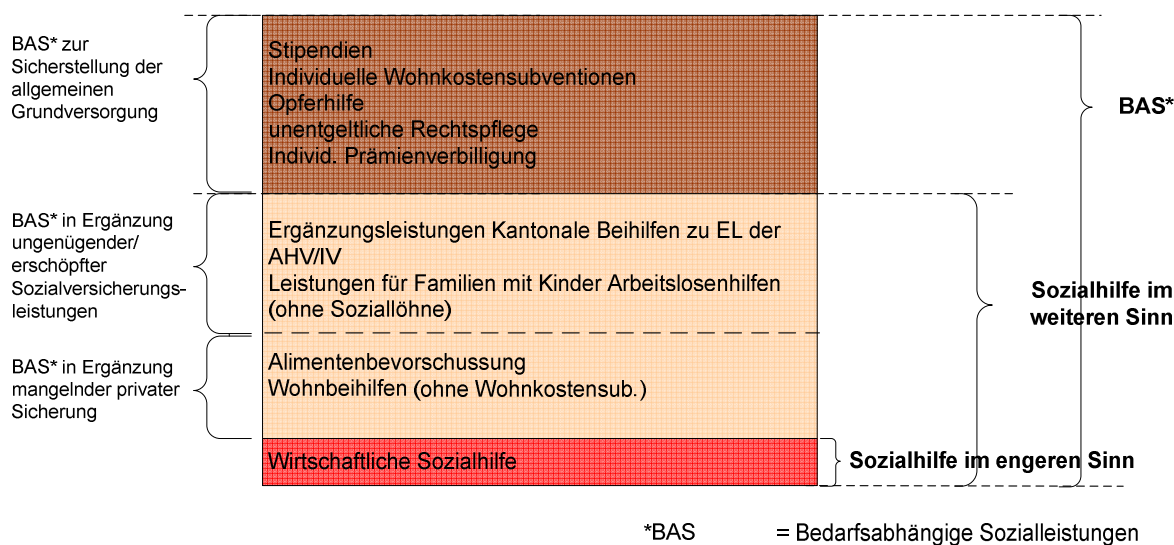 BAS* zur
Sicherstellung der
allgemeinen
Grundversorgung
Stipendien
Individuelle Wohnkostensubventionen
Opferhilfe
unentgeltliche Rechtspflege
Individ. Prämienverbilligung
BAS*
BAS* in Ergänzung
ungenügender/
erschöpfter
Sozialversicherungs-
leistungen
Ergänzungsleistungen Kantonale Beihilfen zu EL der
AHV/IV
Leistungen für Familien mit Kinder Arbeitslosenhilfen
(ohne Soziallöhne)
Sozialhilfe im
weiteren Sinn
BAS* in Ergänzung
mangelnder privater
Sicherung
Alimentenbevorschussung
Wohnbeihilfen (ohne Wohnkostensub.)
Wirtschaftliche Sozialhilfe
Sozialhilfe im engeren Sinn
*BAS = Bedarfsabhängige Sozialleistungen